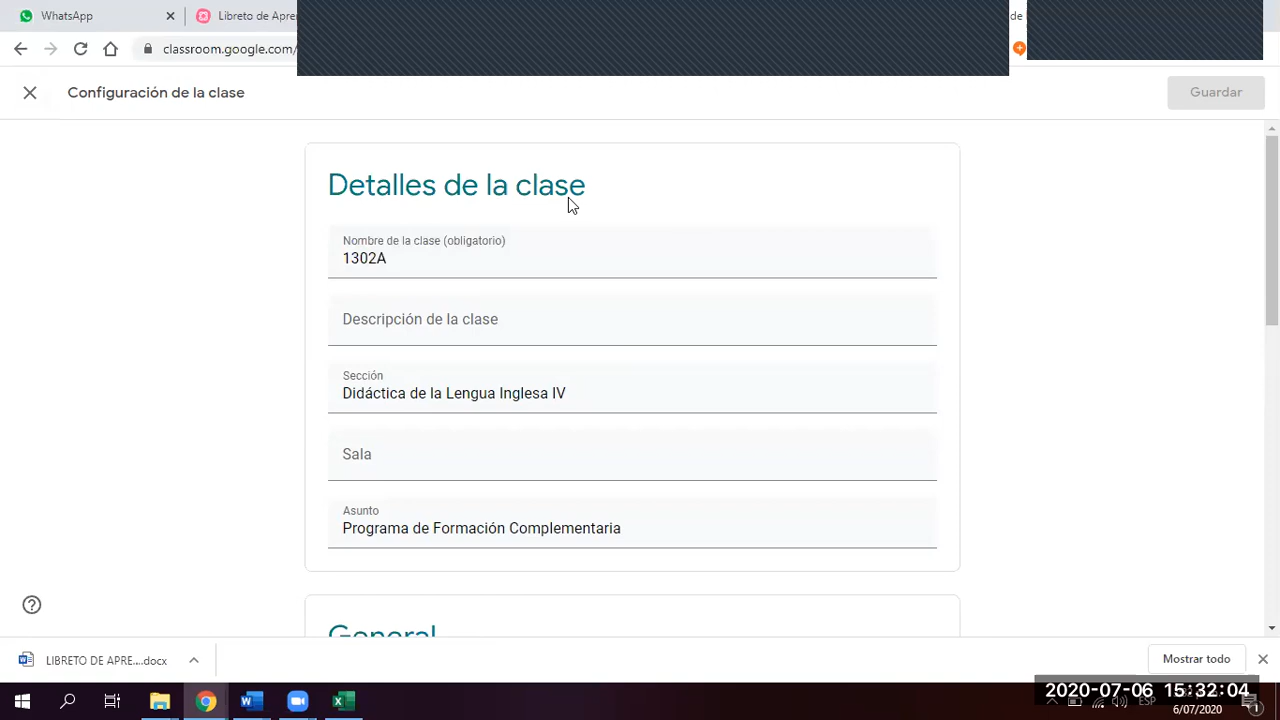 WhatsApp
Libreto de Apren
de
classroom.google.com/
Configuración de la clase
Guardar
Detalles de la clase
Nombre de la clase (obligatorio)
1302A
Descripción de la clase
Sección
Didáctica de la Lengua Inglesa IV
Sala
Asunto
Programa de Formación Complementaria
General
LIBRETO DE APRE....docx
Mostrar todo
2020-07-06 15:32:04
ESP
6/07/2020